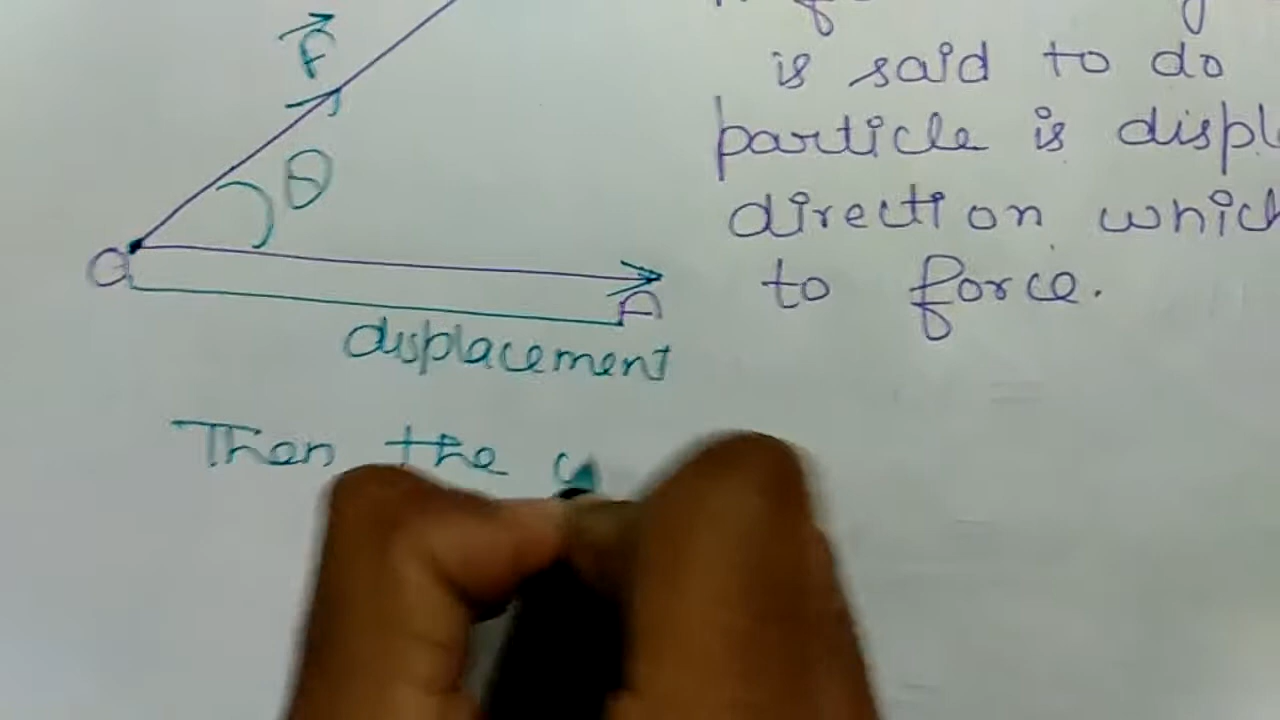 F
θ
O
A
displacement
is said to do
particle is displ
direction which
to force.
Then the